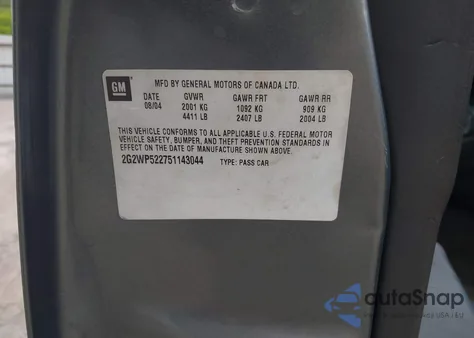 GM
MFD BY GENERAL MOTORS OF CANADA LTD.
DATE GVWR GAWR FRT GAWR RR
08/04 2001 KG 1092 KG 909 KG
4411 LB 2407 LB 2004 LB
THIS VEHICLE CONFORMS TO ALL APPLICABLE U.S. FEDERAL MOTOR
VEHICLE SAFETY, BUMPER, AND THEFT PREVENTION STANDARDS IN
EFFECT ON THE DATE OF MANUFACTURE SHOWN ABOVE.
2G2WP522751143044 TYPE: PASS CAR
autaSnap